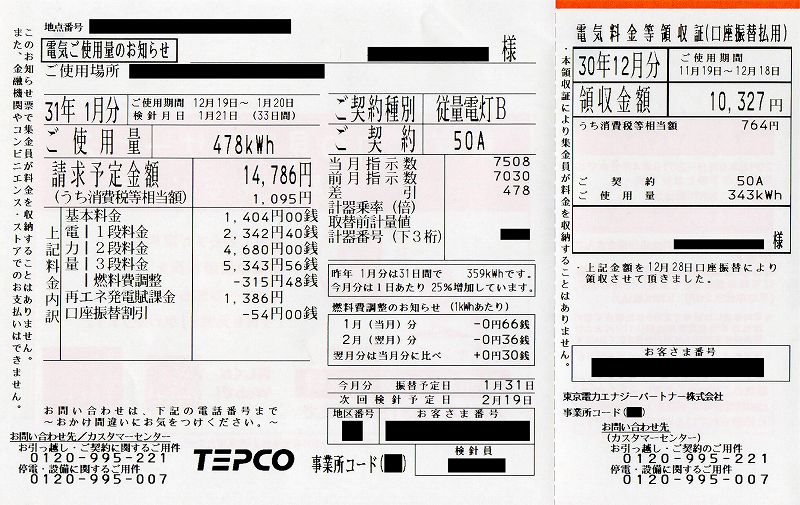 地点番号
電気ご使用量のお知らせ
様
ご使用場所
31年 1月分
ご使用期間 12月19日～ 1月20日
検針月日 1月21日 (33日間)
ご使用量 478kWh
請求予定金額 14,786円
(うち消費税等相当額) 1,095円
上記料金内訳
基本料金 1,404円00銭
電力量
1段料金 2,342円40銭
2段料金 4,680円00銭
3段料金 5,343円56銭
燃料費調整 -315円48銭
再エネ発電賦課金 1,386円
口座振替割引 -54円00銭
ご契約種別 従量電灯B
ご契約 50A
当月指示数 7508
前月指示数 7030
差引 478
計器乗率(倍)
取替前計量値
計器番号(下3桁)
昨年 1月分は31日間で 359kWhです。
今月分は1日あたり 25%増加しています。
燃料費調整のお知らせ (1kWhあたり)
1月(当月)分 -0円66銭
2月(翌月)分 -0円36銭
翌月分は当月分に比べ +0円30銭
今月分 振替予定日 1月31日
次回検針予定日 2月19日
地区番号 お客さま番号
検針員
お問い合わせは、下記の電話番号まで
～おかけ間違いにお気をつけください。～
お問い合わせ先/カスタマーセンター
お引っ越し・ご契約に関するご用件
0120-995-221
停電・設備に関するご用件
0120-995-007
TEPCO
事業所コード( )
このお知らせ票で集金員が料金を収納することはありません。
また、金融機関やコンビニエンス・ストアでのお支払いはできません。
電気料金等領収証(口座振替払用)
30年12月分
ご使用期間
11月19日～12月18日
領収金額 10,327円
うち消費税等相当額 764円
ご契約 50A
ご使用量 343kWh
様
・上記金額を12月28日口座振替により
領収させて頂きました。
お客さま番号
東京電力エナジーパートナー株式会社
事業所コード( )
お問い合わせ先
(カスタマーセンター)
お引っ越し・ご契約のご用件
0120-995-221
停電・設備に関するご用件
0120-995-007
・本領収証により集金員が料金を収納することはありません。